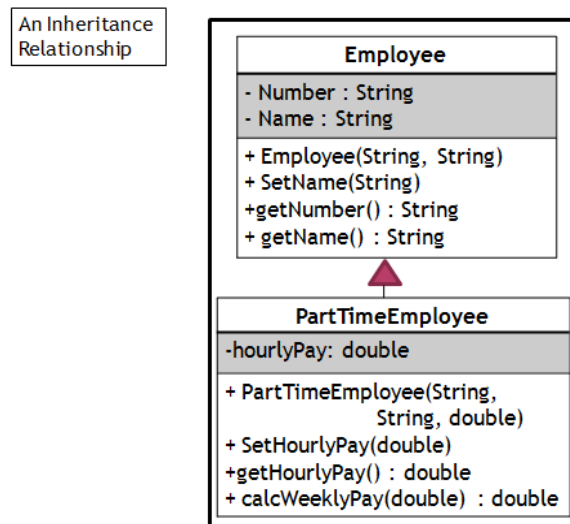 An Inheritance
Relationship
Employee
- Number : String
- Name : String
+ Employee(String, String)
+ SetName(String)
+getNumber() : String
+ getName() : String
PartTimeEmployee
-hourlyPay: double
+ PartTimeEmployee(String,
String, double)
+ SetHourlyPay(double)
+getHourlyPay() : double
+ calcWeeklyPay(double) : double